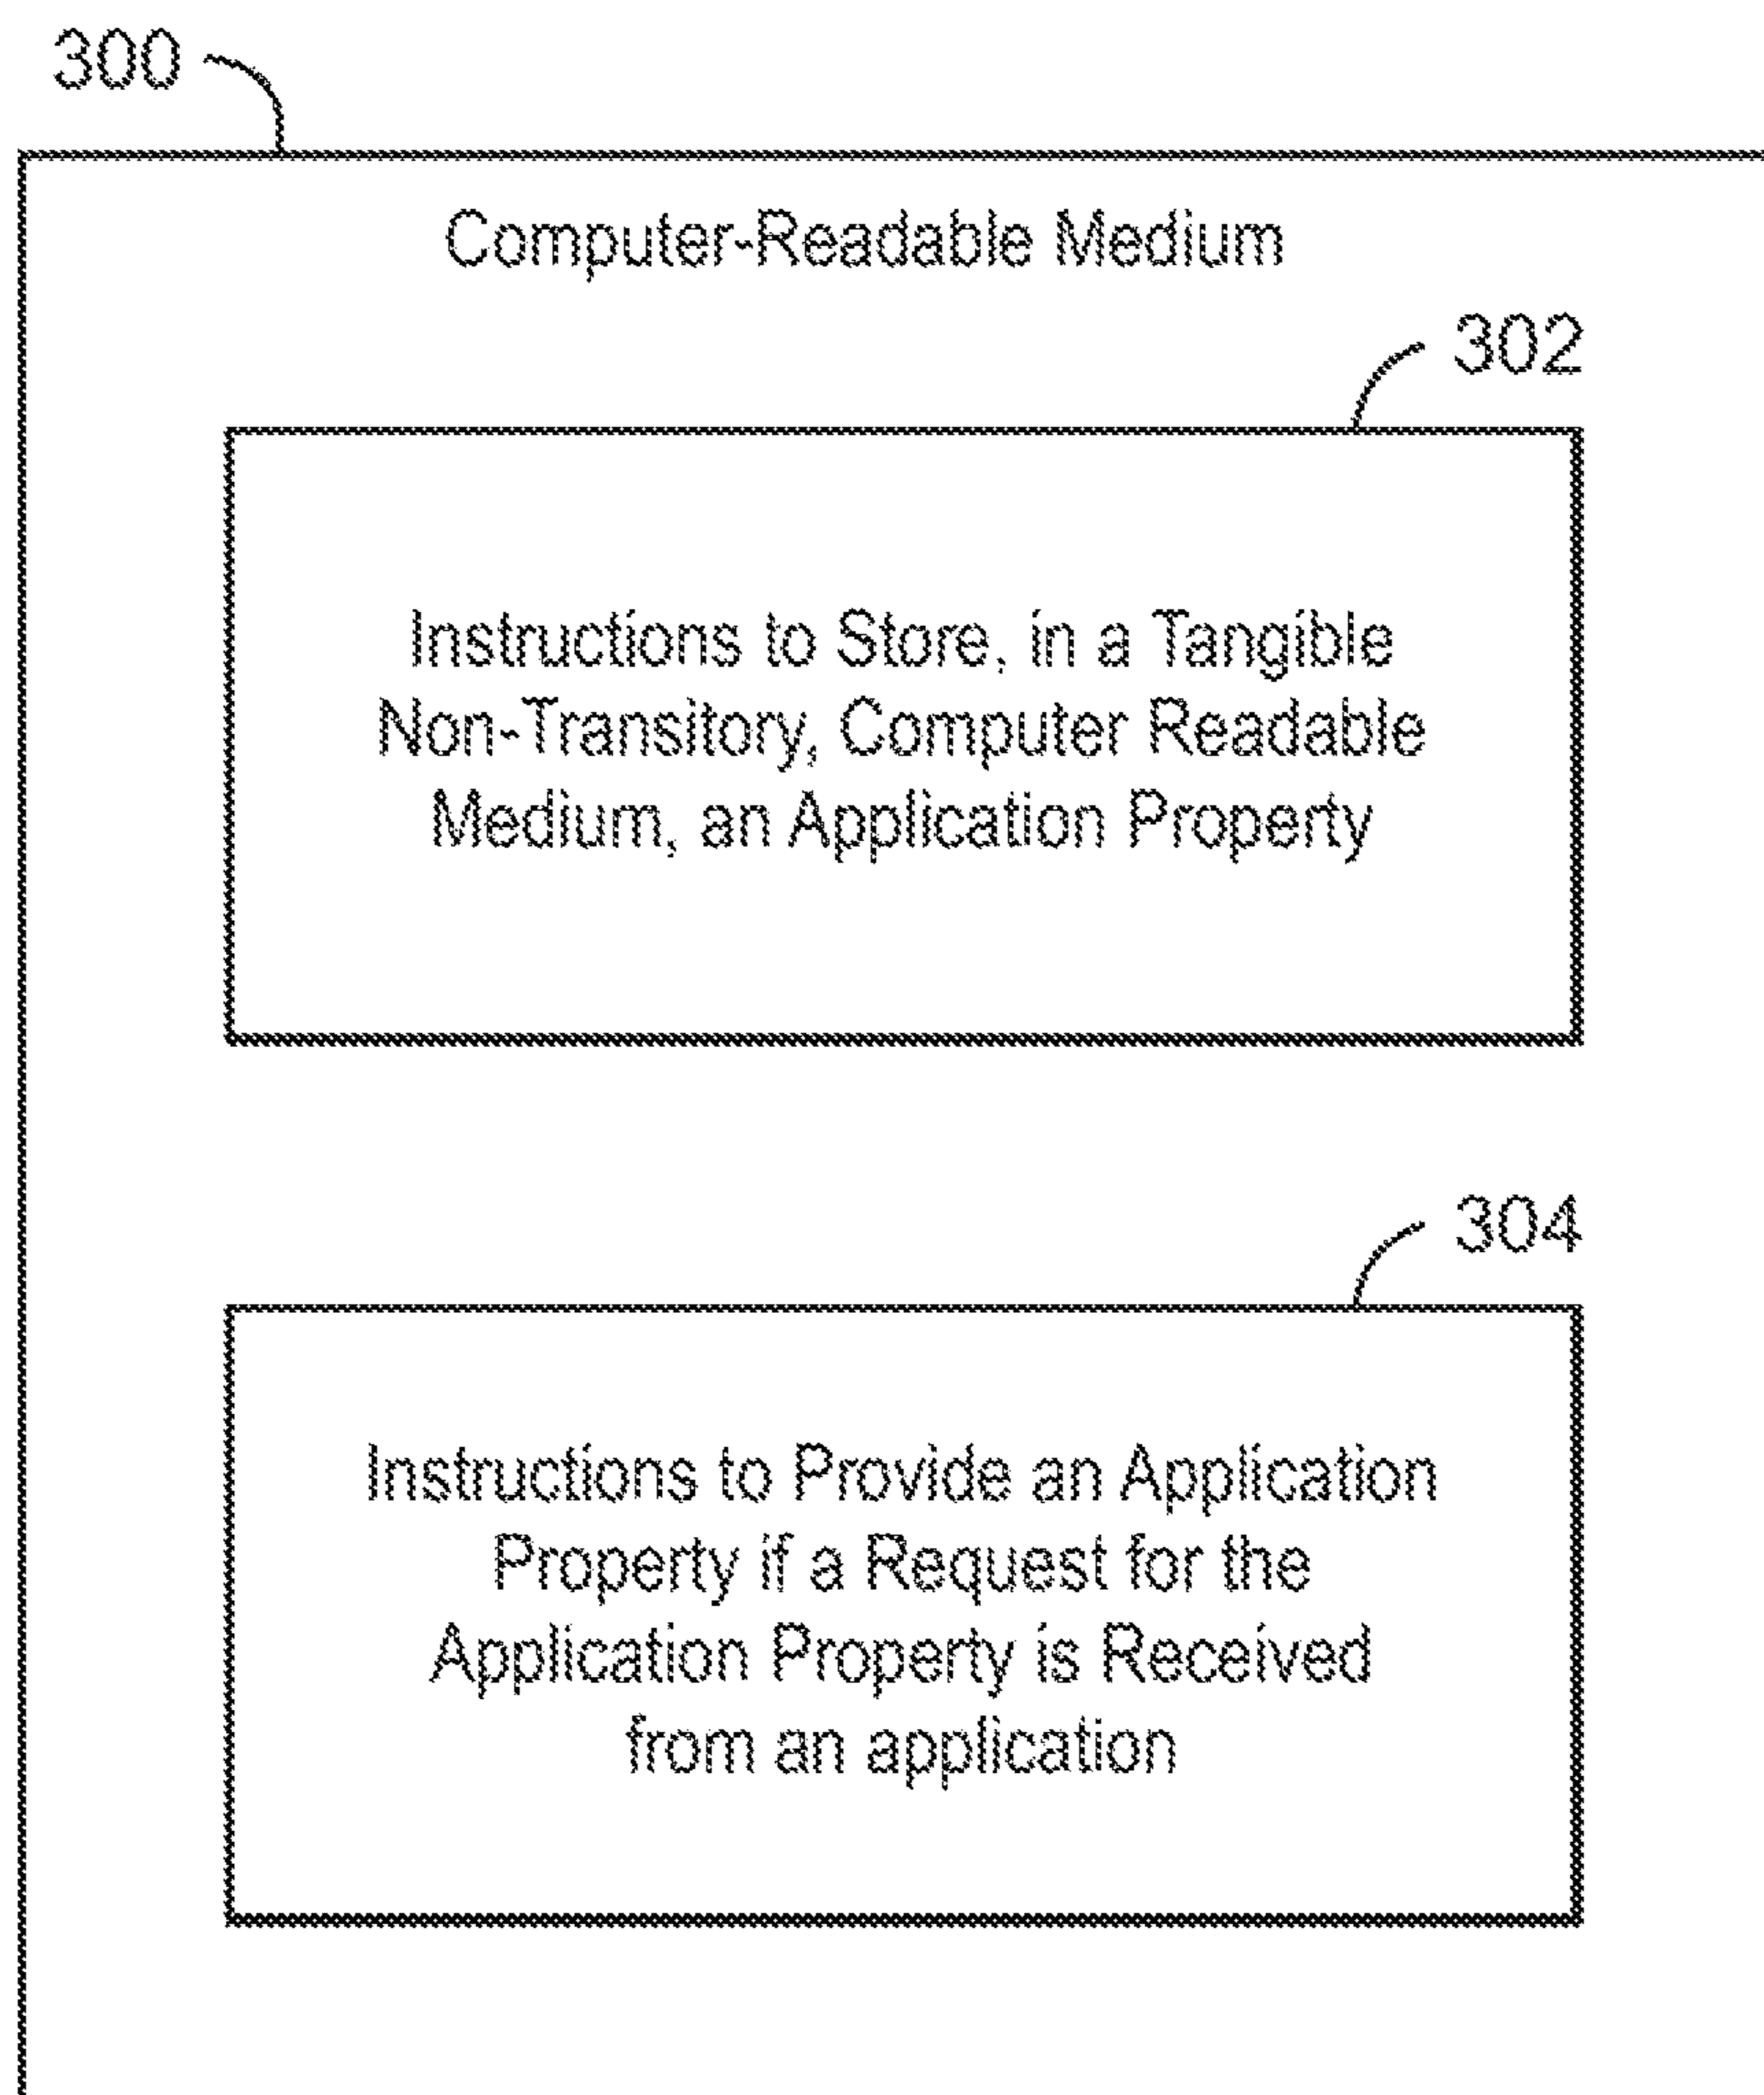 300
Computer-Readable Medium
302
Instructions to Store, in a Tangible
Non-Transitory, Computer Readable
Medium, an Application Property
304
Instructions to Provide an Application
Property if a Request for the
Application Property is Received
from an application